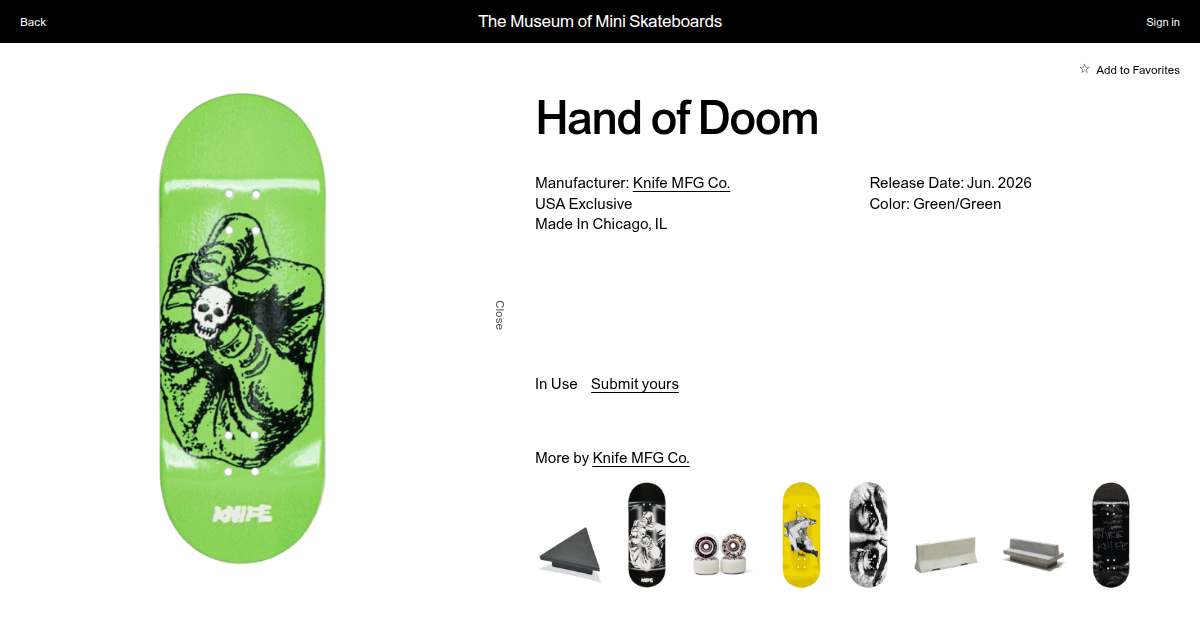 Back
The Museum of Mini Skateboards
Sign in
☆ Add to Favorites
Hand of Doom
Manufacturer: Knife MFG Co.
USA Exclusive
Made In Chicago, IL
Release Date: Jun. 2026
Color: Green/Green
Close
KNIFE
In Use Submit yours
More by Knife MFG Co.
KNIFE